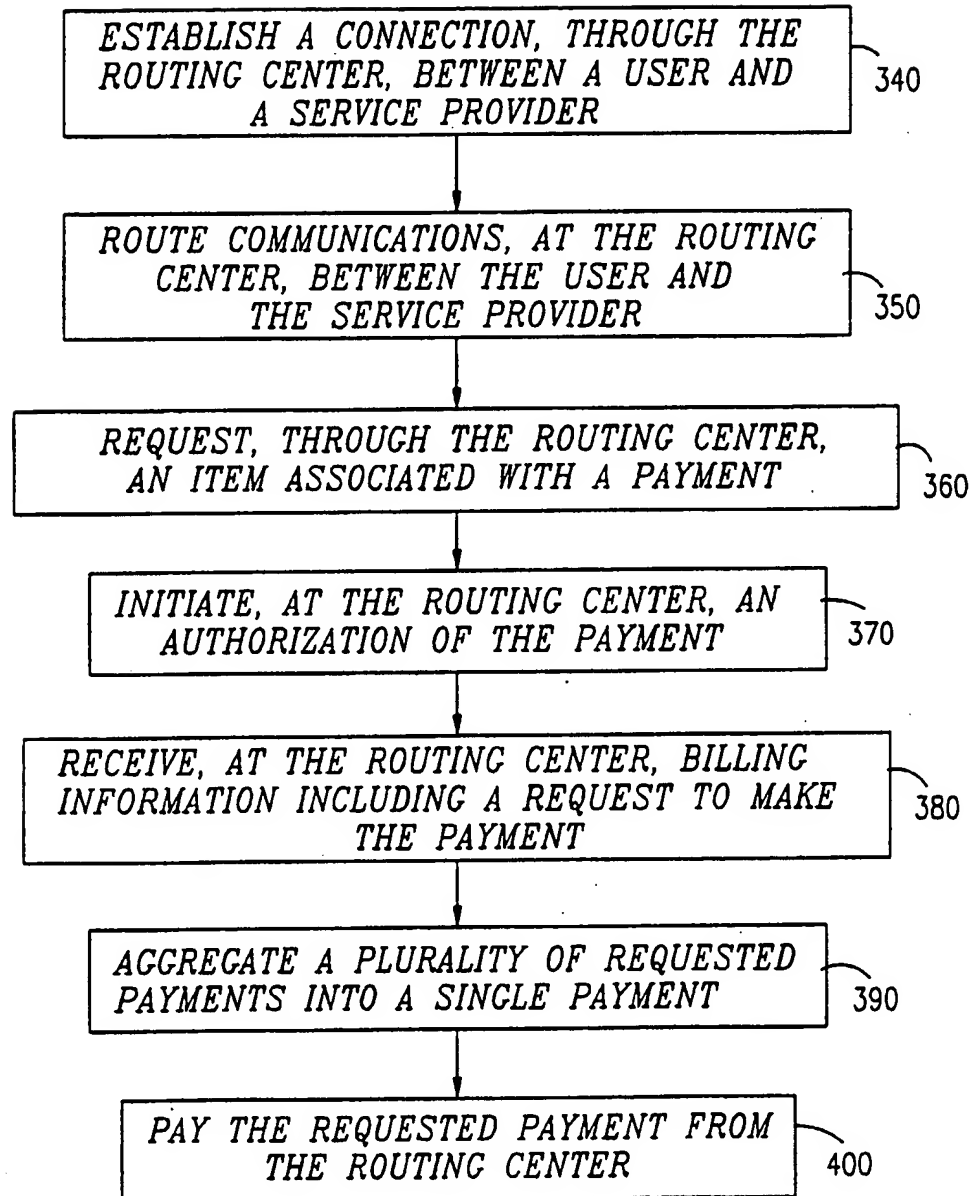 ESTABLISH A CONNECTION, THROUGH THE
ROUTING CENTER, BETWEEN A USER AND
A SERVICE PROVIDER
340
ROUTE COMMUNICATIONS, AT THE ROUTING
CENTER, BETWEEN THE USER AND
THE SERVICE PROVIDER
350
REQUEST, THROUGH THE ROUTING CENTER,
AN ITEM ASSOCIATED WITH A PAYMENT
360
INITIATE, AT THE ROUTING CENTER, AN
AUTHORIZATION OF THE PAYMENT
370
RECEIVE, AT THE ROUTING CENTER, BILLING
INFORMATION INCLUDING A REQUEST TO MAKE
THE PAYMENT
380
AGGREGATE A PLURALITY OF REQUESTED
PAYMENTS INTO A SINGLE PAYMENT
390
PAY THE REQUESTED PAYMENT FROM
THE ROUTING CENTER
400